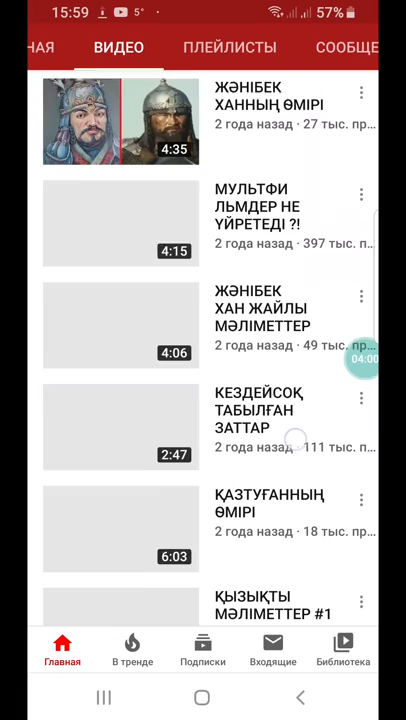 15:59 5° 57%
НАЯ ВИДЕО ПЛЕЙЛИСТЫ СООБЩЕ
ЖӘНІБЕК
ХАННЫҢ ӨМІРІ
2 года назад · 27 тыс. пр...
4:35
МУЛЬТФИ
ЛЬМДЕР НЕ
ҮЙРЕТЕДІ ?!
2 года назад · 397 тыс. п...
4:15
ЖӘНІБЕК
ХАН ЖАЙЛЫ
МӘЛІМЕТТЕР
2 года назад · 49 тыс. пр...
4:06
04:00
КЕЗДЕЙСОҚ
ТАБЫЛҒАН
ЗАТТАР
2 года назад · 111 тыс. п...
2:47
ҚАЗТУҒАННЫҢ
ӨМІРІ
2 года назад · 18 тыс. пр...
6:03
ҚЫЗЫҚТЫ
МӘЛІМЕТТЕР #1
Главная В тренде Подписки Входящие Библиотека